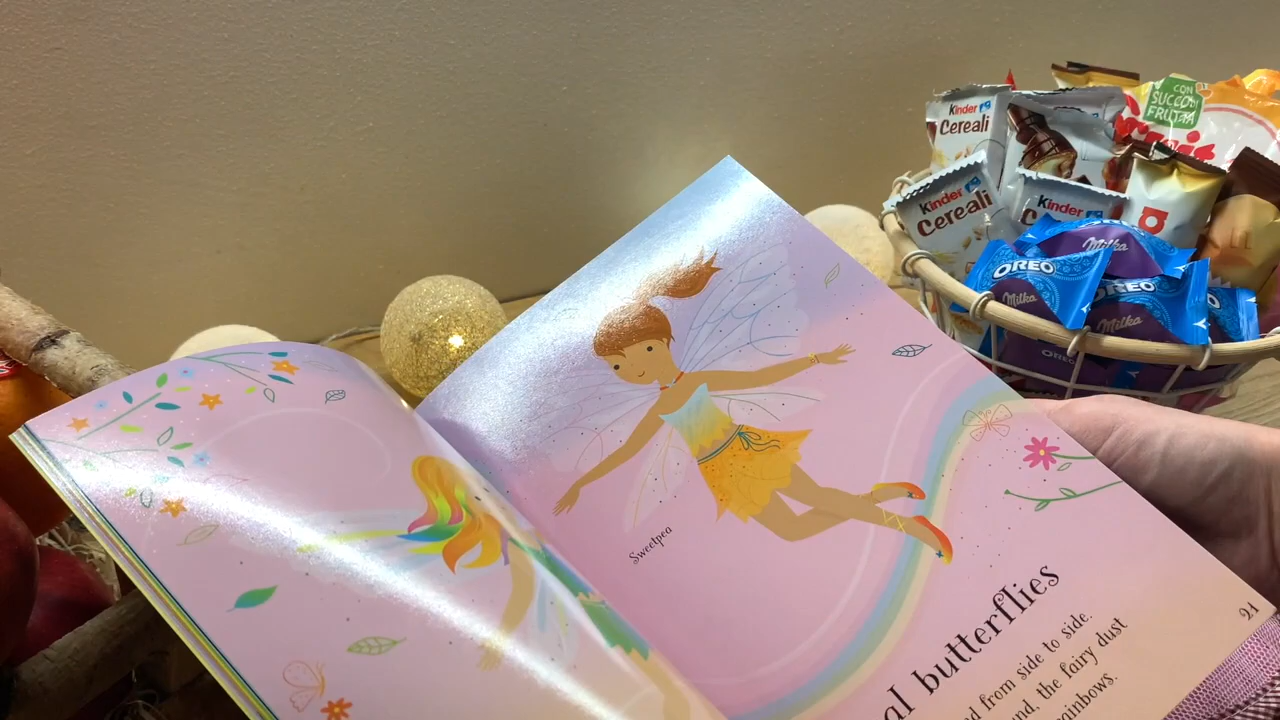 Sweetpea
al butterflies
d from side to side.
nd, the fairy dust
ainbows.
21
Kinder
Cereali
Kinder
Cereali
Kinder
CON
SUCCO DI
FRUTTA
OREO
Milka
Milka
OREO
Milka